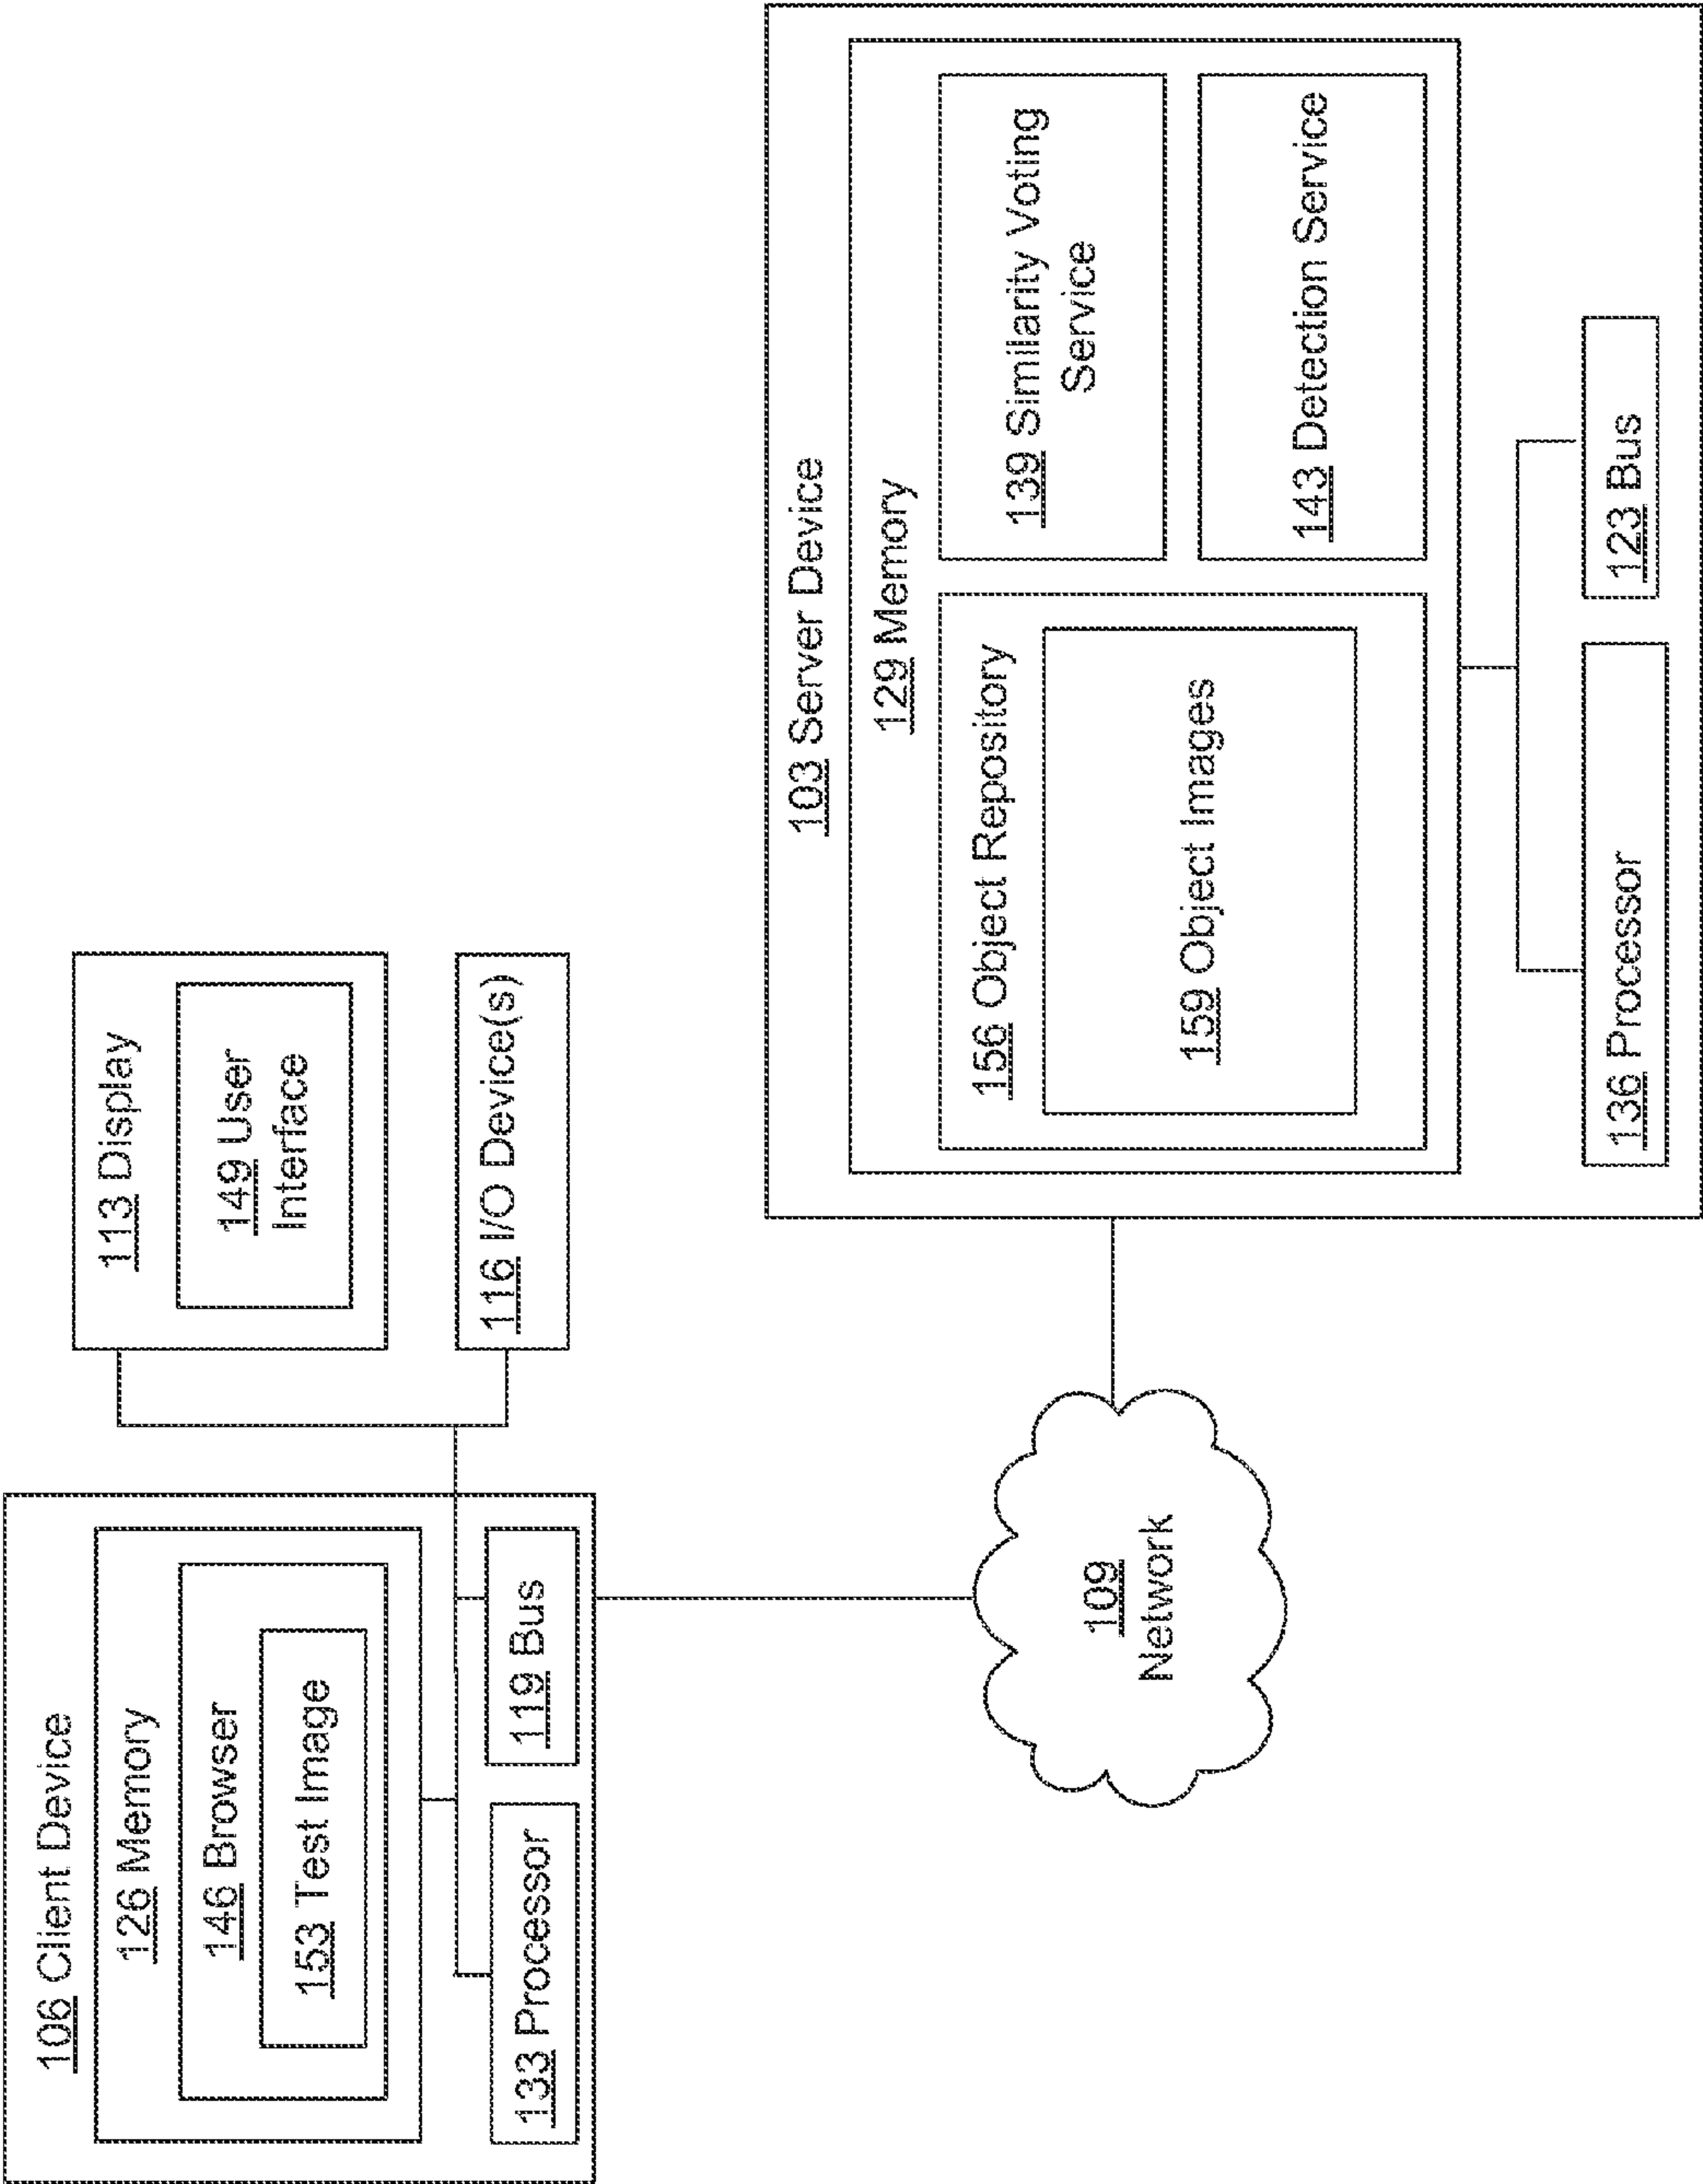 106 Client Device
126 Memory
146 Browser
153 Test Image
133 Processor
119 Bus
113 Display
149 User
Interface
116 I/O Device(s)
109
Network
103 Server Device
129 Memory
156 Object Repository
159 Object Images
139 Similarity Voting
Service
143 Detection Service
136 Processor
123 Bus